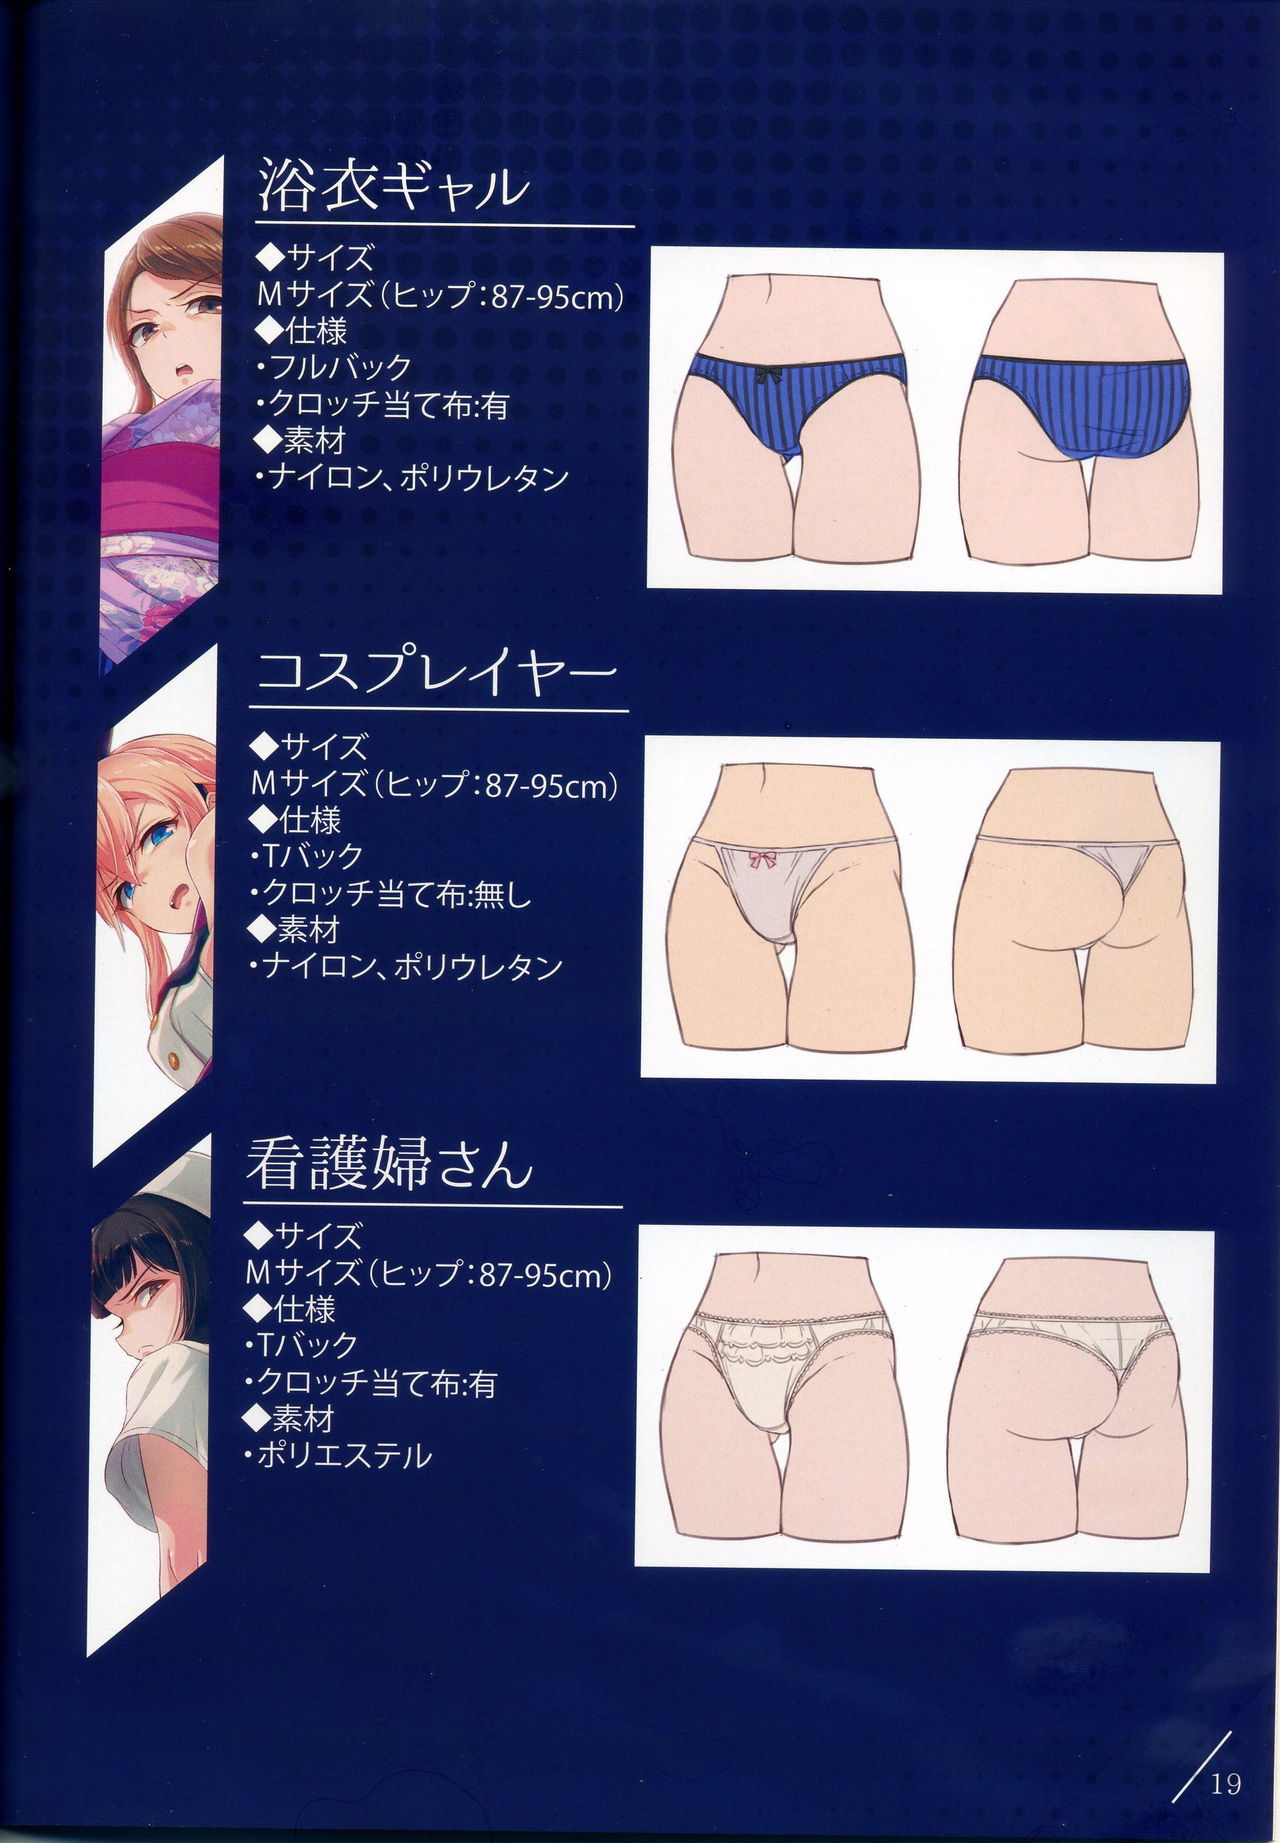 浴衣ギャル
◆サイズ
Mサイズ(ヒップ:87-95cm)
◆仕様
・フルバック
・クロッチ当て布:有
◆素材
・ナイロン、ポリウレタン
コスプレイヤー
◆サイズ
Mサイズ(ヒップ:87-95cm)
◆仕様
・Tバック
・クロッチ当て布:無し
◆素材
・ナイロン、ポリウレタン
看護婦さん
◆サイズ
Mサイズ(ヒップ:87-95cm)
◆仕様
・Tバック
・クロッチ当て布:有
◆素材
・ポリエステル
19